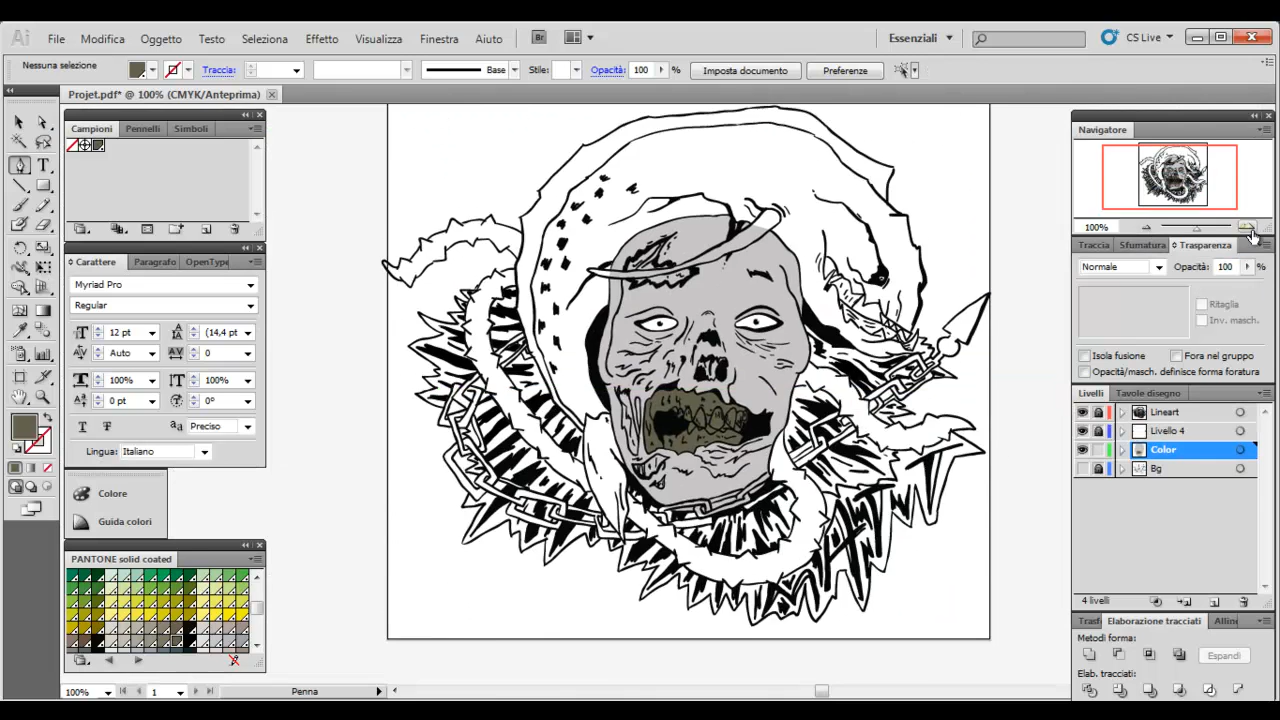 Ai File Modifica Oggetto Testo Seleziona Effetto Visualizza Finestra Aiuto Br Essenziali CS Live
Nessuna selezione Traccia: Base Stile: Opacità: 100 % Imposta documento Preferenze
Projet.pdf* @ 100% (CMYK/Anteprima)
Campioni Pennelli Simboli
Carattere Paragrafo OpenType
Myriad Pro
Regular
12 pt (14,4 pt
Auto 0
100% 100%
0 pt 0°
Preciso
Lingua: Italiano
Colore
Guida colori
PANTONE solid coated
100% 1 Penna
Navigatore
100%
Traccia Sfumatura Trasparenza
Normale Opacità: 100 %
Ritaglia
Inv. masch.
Isola fusione Fora nel gruppo
Opacità/masch. definisce forma foratura
Livelli Tavole disegno
Lineart
Livello 4
Color
Bg
4 livelli
Trasf Elaborazione tracciati Allin
Metodi forma:
Espandi
Elab. tracciati: